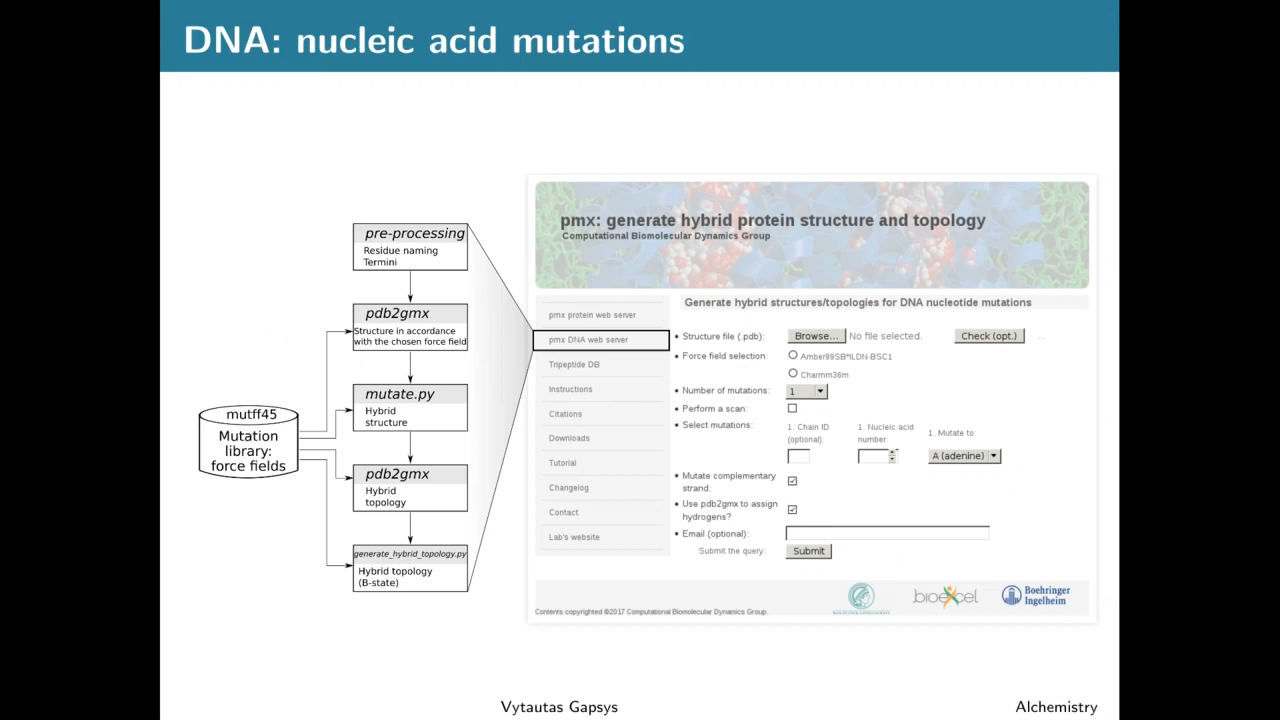 DNA: nucleic acid mutations
pre-processing
Residue naming
Termini
pdb2gmx
Structure in accordance
with the chosen force field
mutate.py
Hybrid
structure
mutff45
Mutation
library:
force fields
pdb2gmx
Hybrid
topology
generate_hybrid_topology.py
Hybrid topology
(B-state)
pmx: generate hybrid protein structure and topology
Computational Biomolecular Dynamics Group
pmx protein web server
pmx DNA web server
Tripeptide DB
Instructions
Citations
Downloads
Tutorial
Changelog
Contact
Lab's website
Generate hybrid structures/topologies for DNA nucleotide mutations
• Structure file (.pdb): Browse... No file selected. Check (opt.) ...
• Force field selection: Amber99SB*ILDN-BSC1
Charmm36m
• Number of mutations: 1
• Perform a scan:
• Select mutations: 1. Chain ID (optional): 1. Nucleic acid number: 1. Mutate to:
A (adenine)
• Mutate complementary
strand:
• Use pdb2gmx to assign
hydrogens?
• Email (optional):
Submit the query: Submit
Contents copyrighted ©2017 Computational Biomolecular Dynamics Group.
bioexcel
Boehringer
Ingelheim
Vytautas Gapsys
Alchemistry